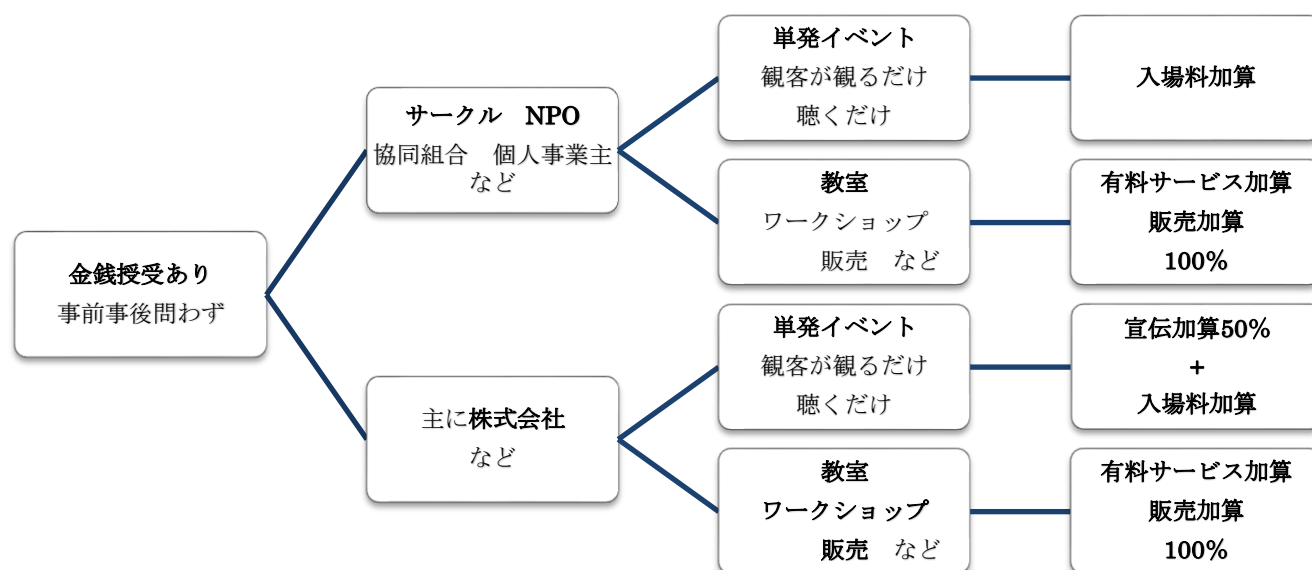 金銭授受あり
事前事後問わず
サークル　NPO
協同組合　個人事業主
など
主に株式会社
など
単発イベント
観客が観るだけ
聴くだけ
入場料加算
教室
ワークショップ
販売　など
有料サービス加算
販売加算
100%
単発イベント
観客が観るだけ
聴くだけ
宣伝加算50%
+
入場料加算
教室
ワークショップ
販売　など
有料サービス加算
販売加算
100%